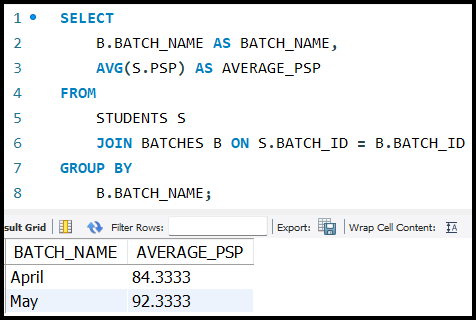 1 SELECT
2 B.BATCH_NAME AS BATCH_NAME,
3 AVG(S.PSP) AS AVERAGE_PSP
4 FROM
5 STUDENTS S
6 JOIN BATCHES B ON S.BATCH_ID = B.BATCH_ID
7 GROUP BY
8 B.BATCH_NAME;
sult Grid Filter Rows: Export: Wrap Cell Content: IA
BATCH_NAME AVERAGE_PSP
April 84.3333
May 92.3333